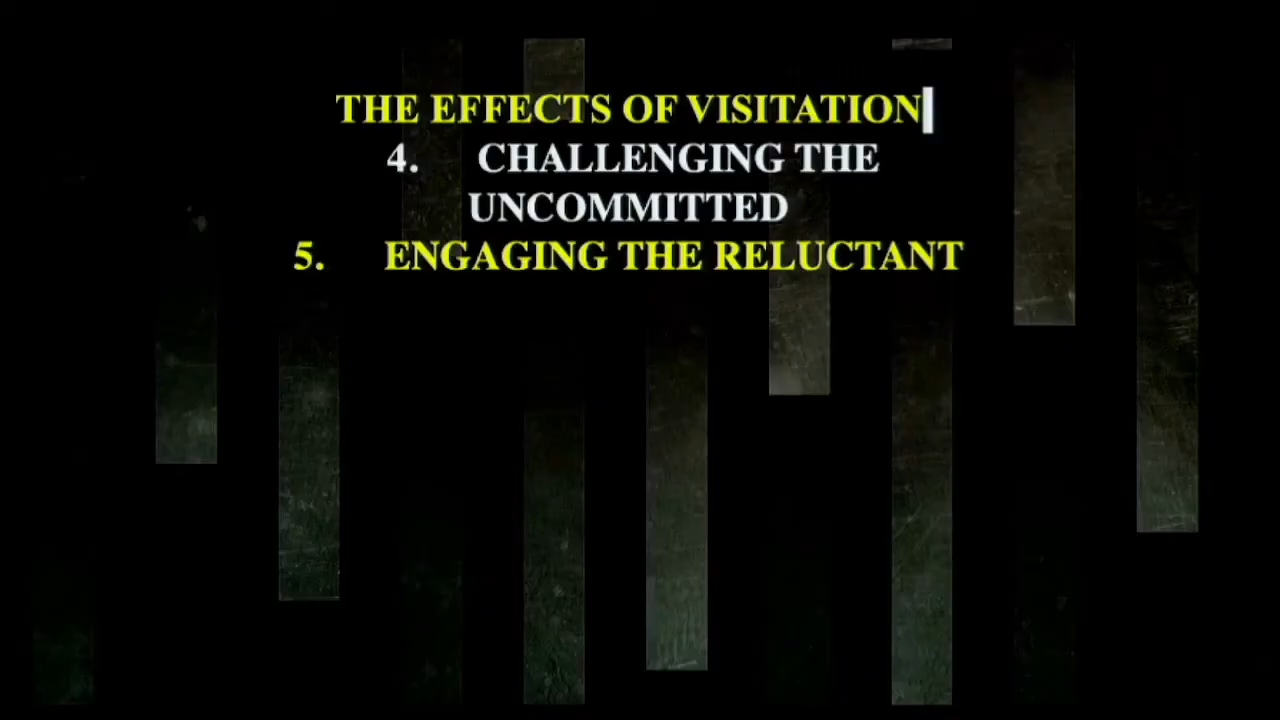 THE EFFECTS OF VISITATION
4. CHALLENGING THE
UNCOMMITTED
5. ENGAGING THE RELUCTANT